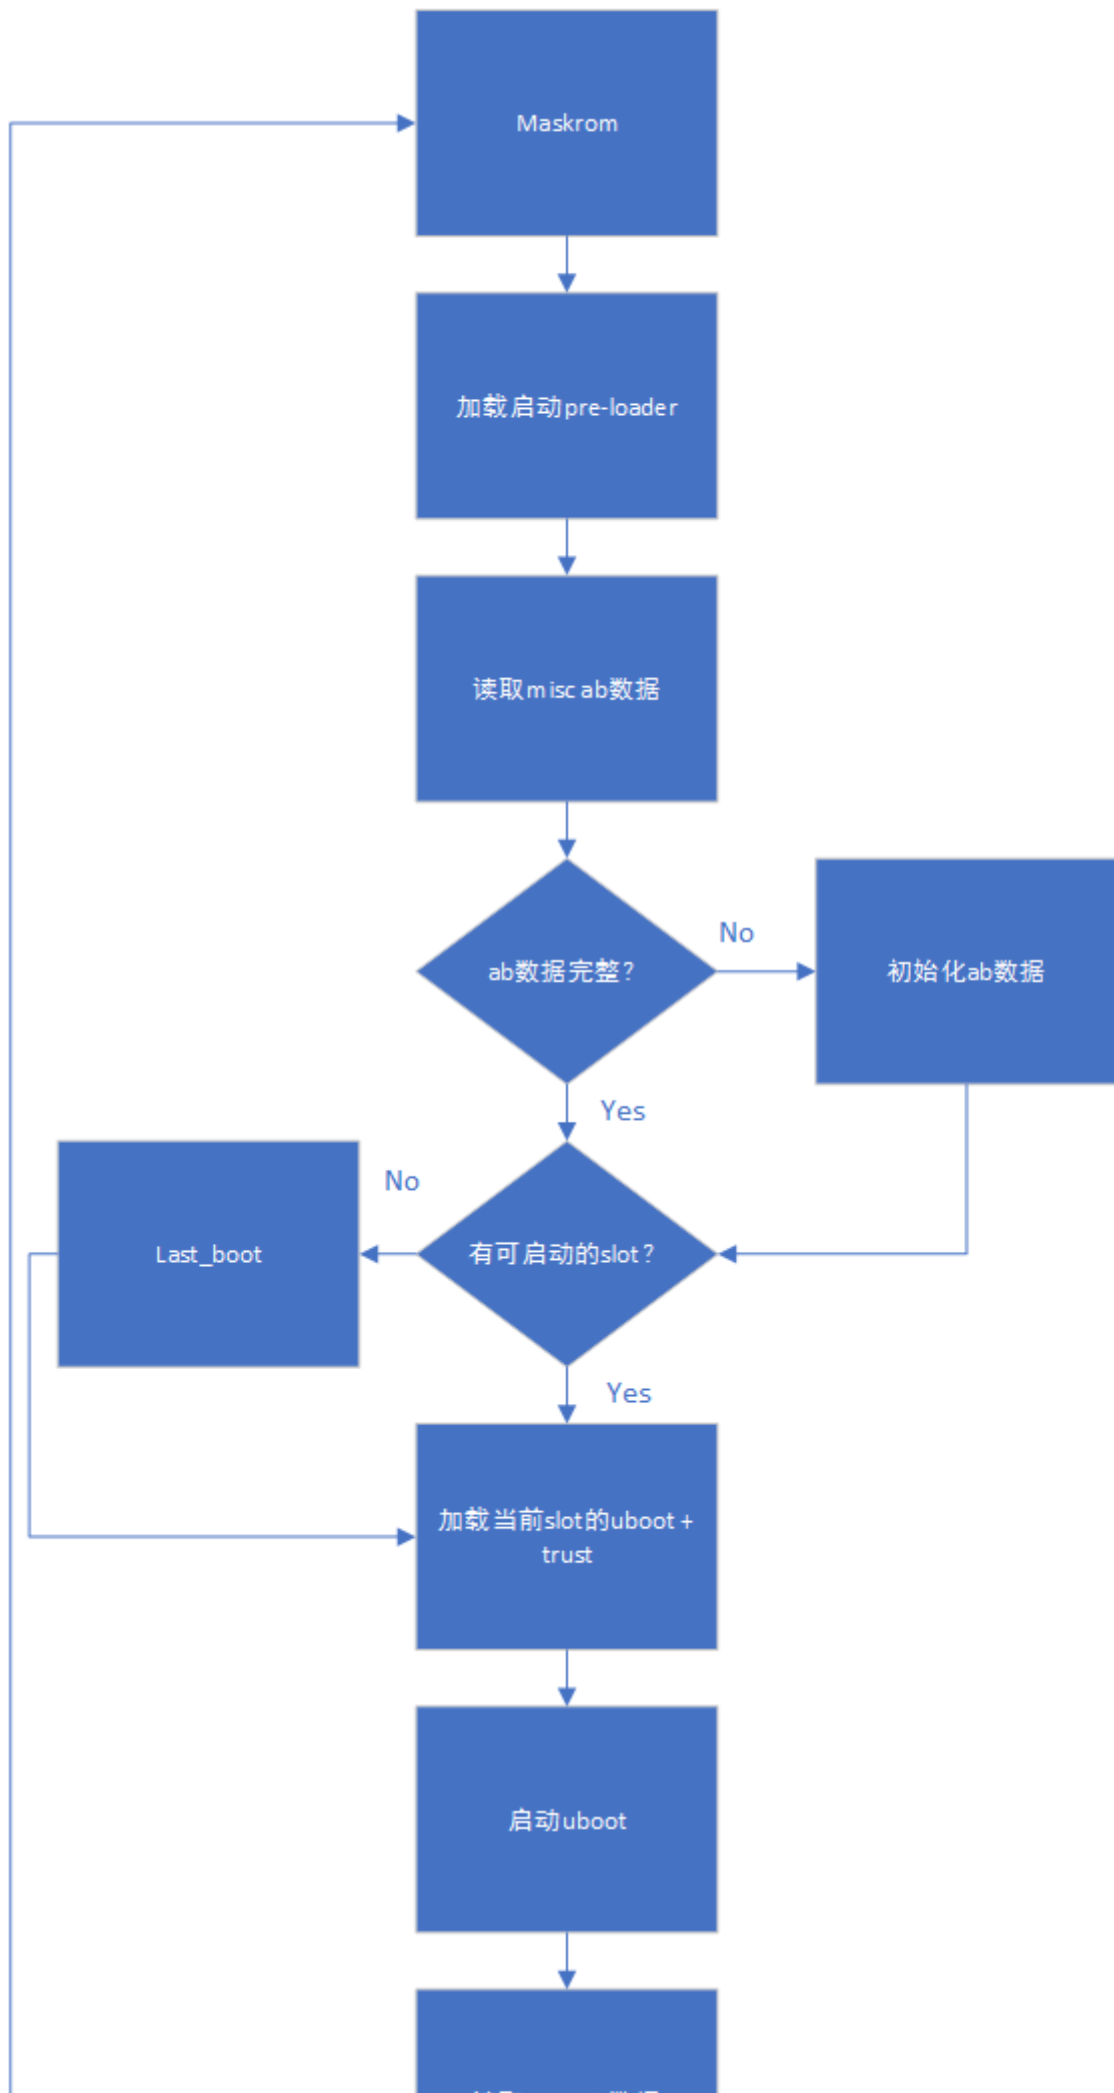 Maskrom
加载启动pre-loader
读取misc ab数据
ab数据完整？
No
初始化ab数据
Yes
No
Last_boot
有可启动的slot？
Yes
加载当前slot的uboot +
trust
启动uboot